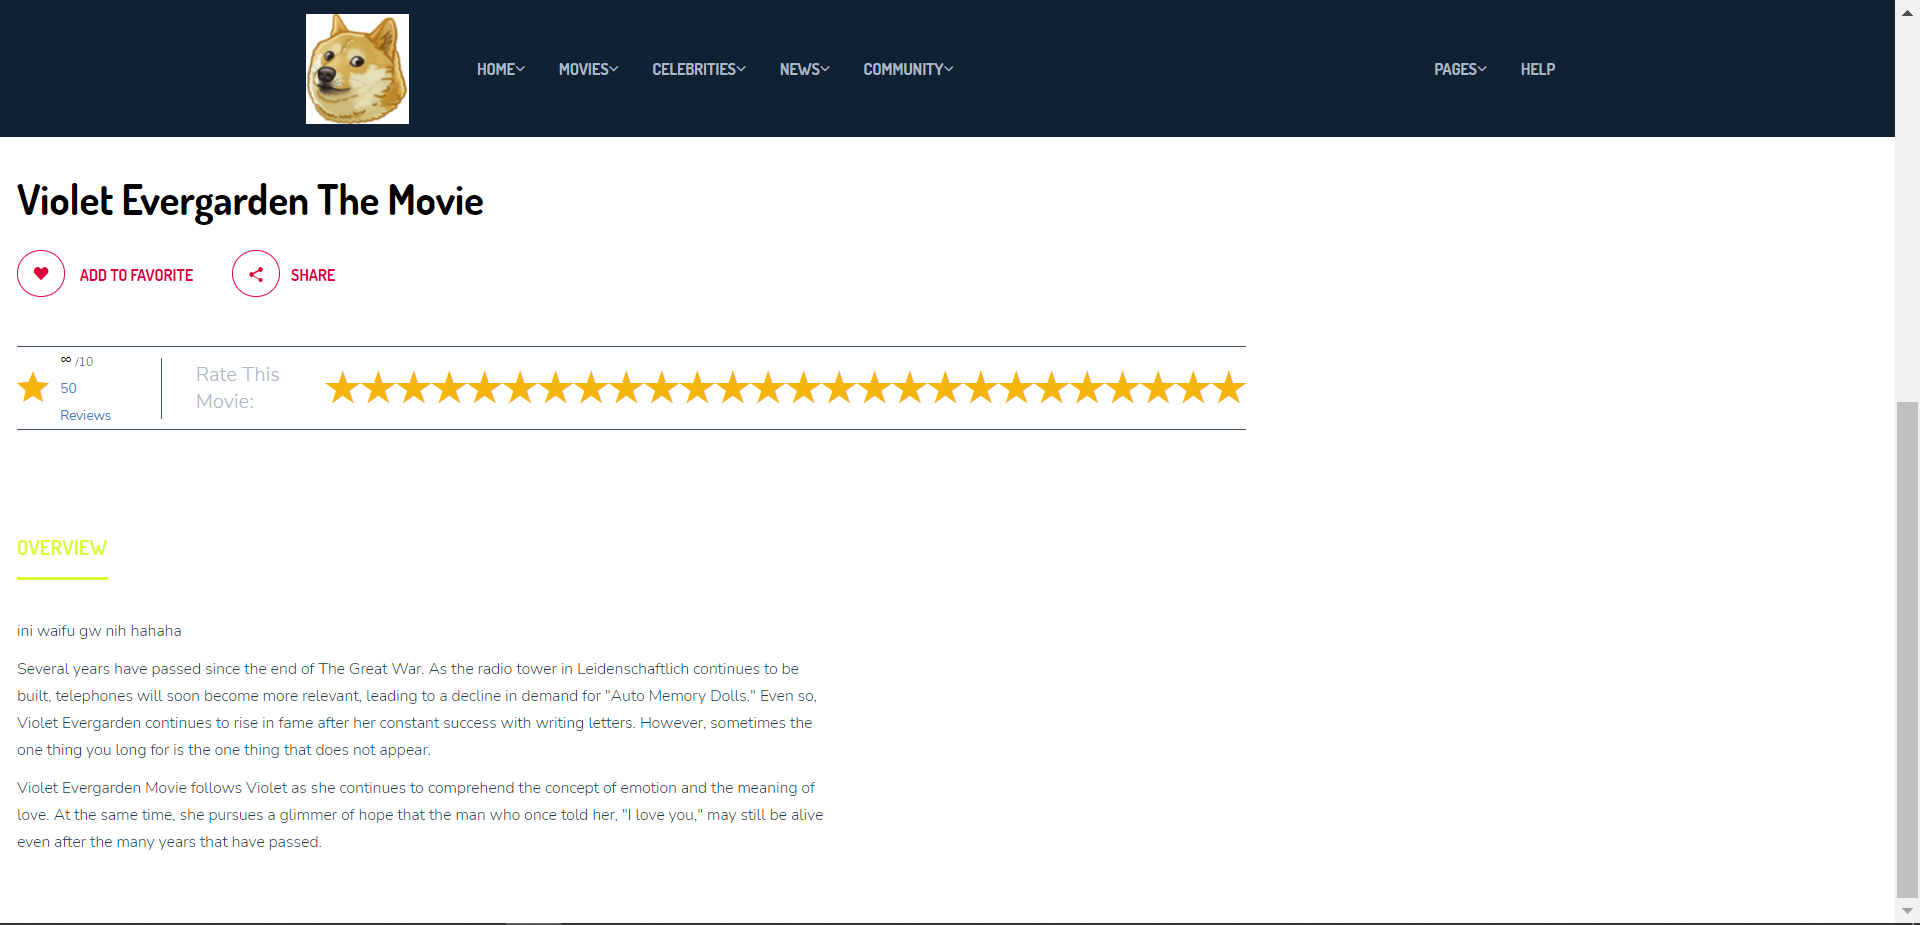 HOME MOVIES CELEBRITIES NEWS COMMUNITY PAGES HELP
Violet Evergarden The Movie
ADD TO FAVORITE SHARE
∞ /10
50
Reviews
Rate This
Movie:
OVERVIEW
ini waifu gw nih hahaha
Several years have passed since the end of The Great War. As the radio tower in Leidenschaftlich continues to be
built, telephones will soon become more relevant, leading to a decline in demand for "Auto Memory Dolls." Even so,
Violet Evergarden continues to rise in fame after her constant success with writing letters. However, sometimes the
one thing you long for is the one thing that does not appear.
Violet Evergarden Movie follows Violet as she continues to comprehend the concept of emotion and the meaning of
love. At the same time, she pursues a glimmer of hope that the man who once told her, "I love you," may still be alive
even after the many years that have passed.